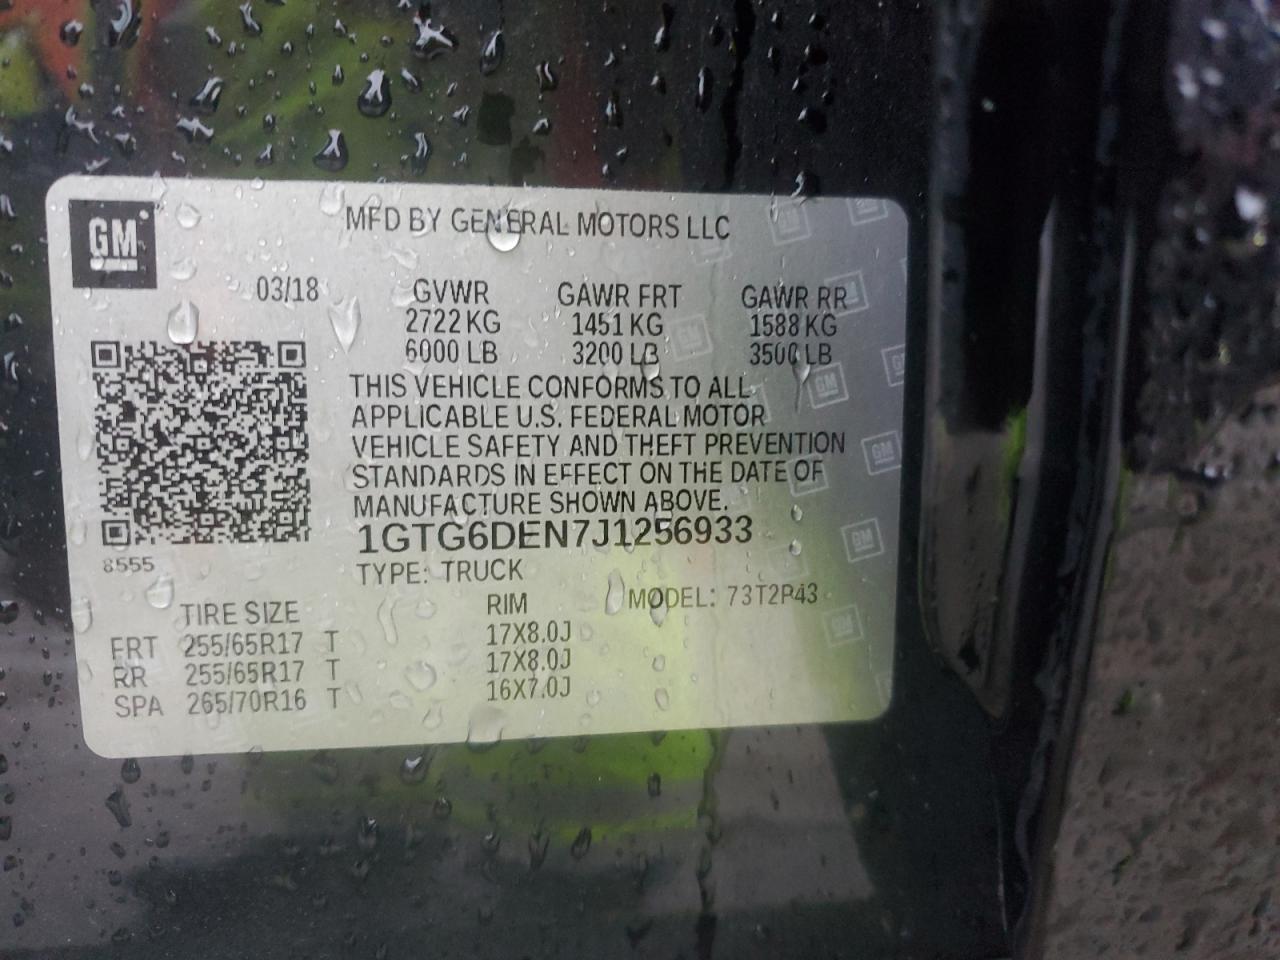 GM
MFD BY GENERAL MOTORS LLC
03/18 GVWR GAWR FRT GAWR RR
2722 KG 1451 KG 1588 KG
6000 LB 3200 LB 3500 LB
THIS VEHICLE CONFORMS TO ALL
APPLICABLE U.S. FEDERAL MOTOR
VEHICLE SAFETY AND THEFT PREVENTION
STANDARDS IN EFFECT ON THE DATE OF
MANUFACTURE SHOWN ABOVE.
1GTG6DEN7J1256933
8555
TYPE: TRUCK
MODEL: 73T2P43
TIRE SIZE RIM
FRT 255/65R17 T 17X8.0J
RR 255/65R17 T 17X8.0J
SPA 265/70R16 T 16X7.0J